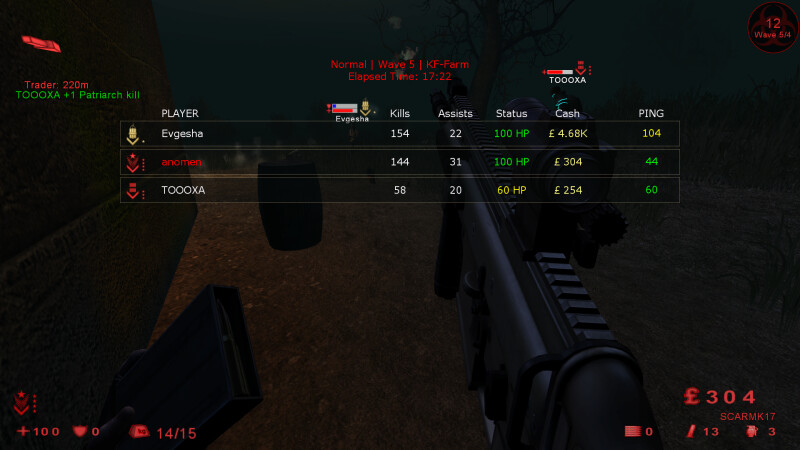 12
Wave 5/4
Normal | Wave 5 | KF-Farm
Elapsed Time: 17:22
Trader: 220m
TOOOXA +1 Patriarch kill
TOOOXA
Evgesha
PLAYER Kills Assists Status Cash PING
Evgesha 154 22 100 HP £ 4.68K 104
anomen 144 31 100 HP £ 304 44
TOOOXA 58 20 60 HP £ 254 60
£ 304
SCARMK17
100 0 14/15 0 13 3